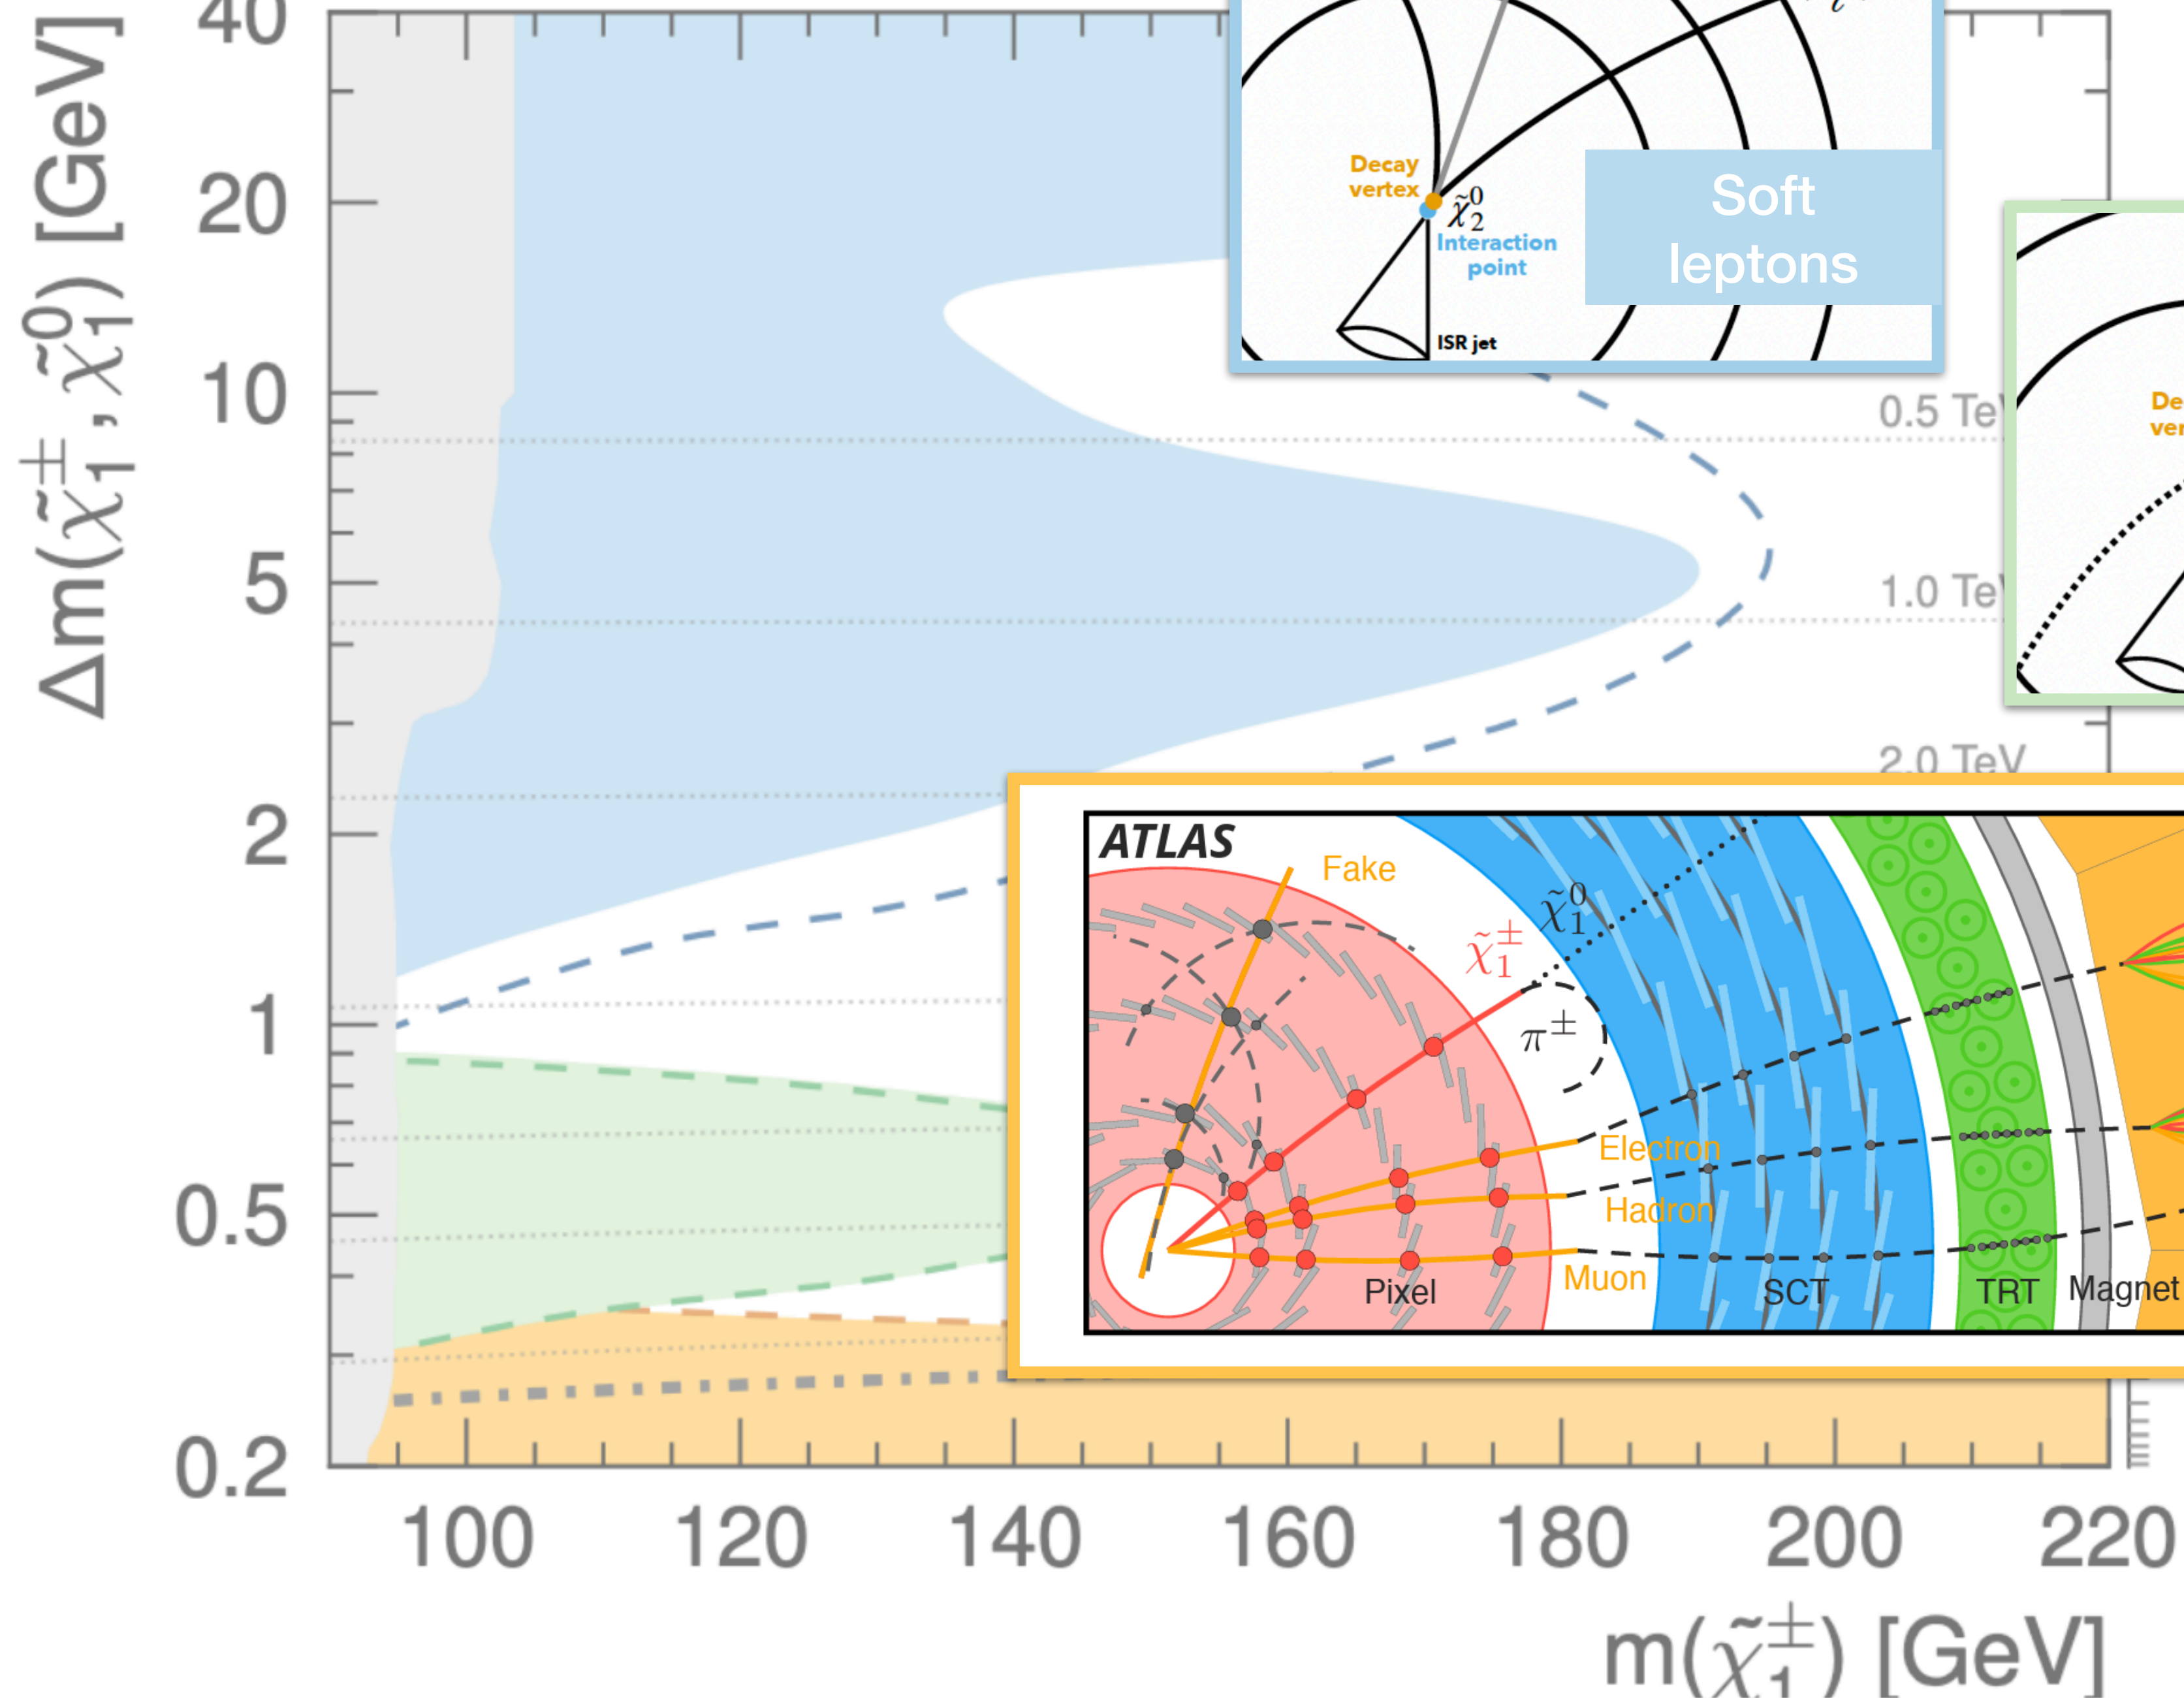 Δm(χ̃₁±, χ̃₁⁰) [GeV]
40
20
10
5
2
1
0.5
0.2
Decay
vertex
χ̃₂⁰
Interaction
point
ISR jet
Soft
leptons
0.5 Te
1.0 Te
2.0 TeV
De
ver
ATLAS
Fake
χ̃₁⁰
χ̃₁±
π±
Electron
Hadron
Muon
Pixel
SCT
TRT
Magnet
100
120
140
160
180
200
220
m(χ̃₁±) [GeV]